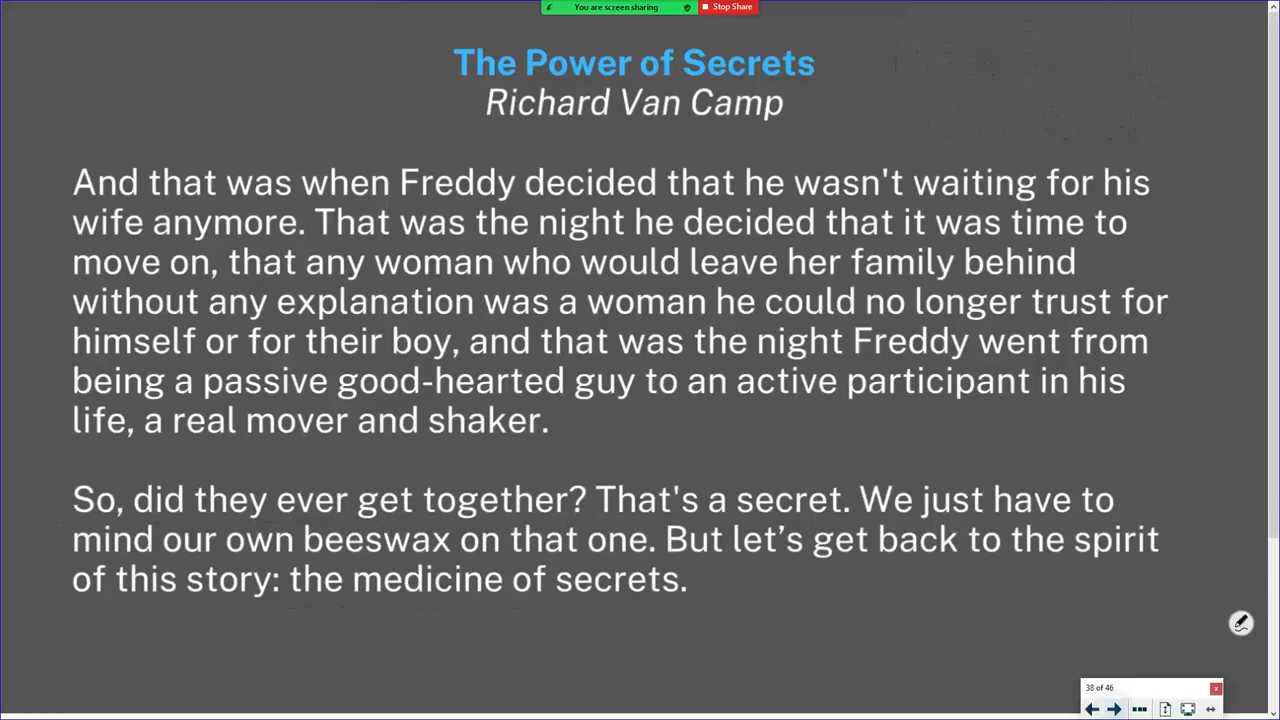 You are screen sharing
Stop Share
The Power of Secrets
Richard Van Camp
And that was when Freddy decided that he wasn't waiting for his
wife anymore. That was the night he decided that it was time to
move on, that any woman who would leave her family behind
without any explanation was a woman he could no longer trust for
himself or for their boy, and that was the night Freddy went from
being a passive good-hearted guy to an active participant in his
life, a real mover and shaker.
So, did they ever get together? That's a secret. We just have to
mind our own beeswax on that one. But let’s get back to the spirit
of this story: the medicine of secrets.
38 of 46